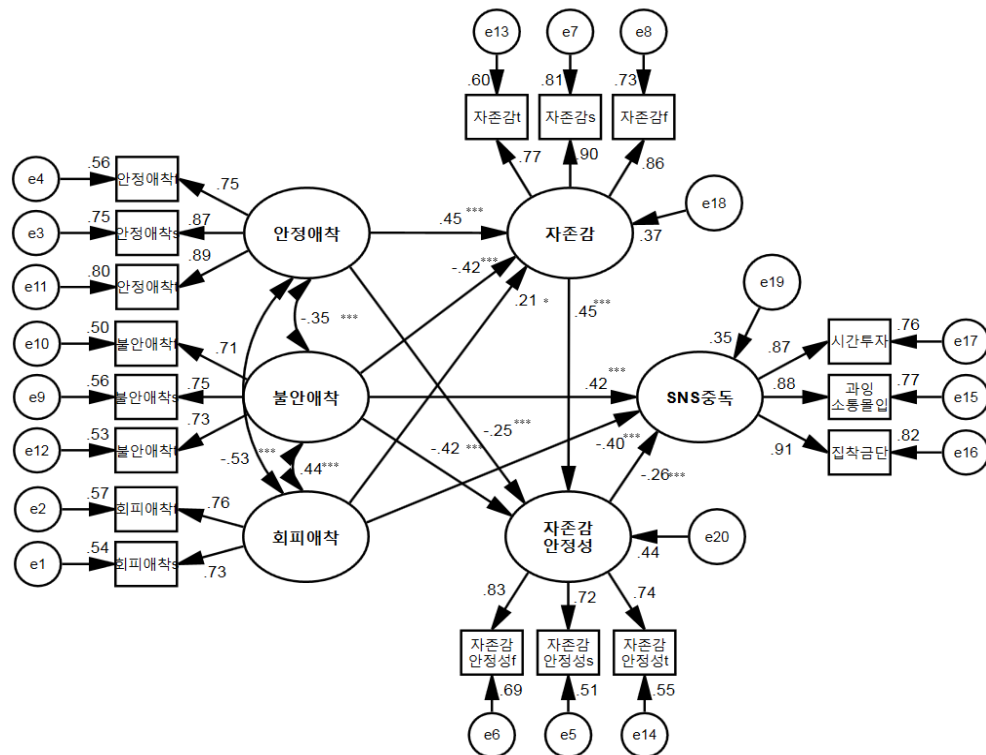 e13
e7
e8
.60
.81
.73
자존감t
자존감s
자존감f
.77
.90
.86
e4
.56
안정애착f
.75
e3
.75
안정애착s
.87
e11
.80
안정애착t
.89
안정애착
.45 ***
자존감
.37
e18
-.42***
.21 *
-.35 ***
.45***
e19
.35
e10
.50
.71
e9
.56
불안애착s
.75
e12
.53
불안애착t
.73
불안애착
.42***
SNS중독
.87
시간투자
.76
e17
.88
과잉
소통몰입
.77
e15
.91
집착금단
.82
e16
-.53 ***
.44***
-.42 ***
-.25***
-.40***
-.26***
e2
.57
.76
e1
.54
회피애착s
.73
회피애착
자존감
안정성
.44
e20
.83
.72
.74
자존감
안정성f
자존감
안정성s
자존감
안정성t
.69
.51
.55
e6
e5
e14